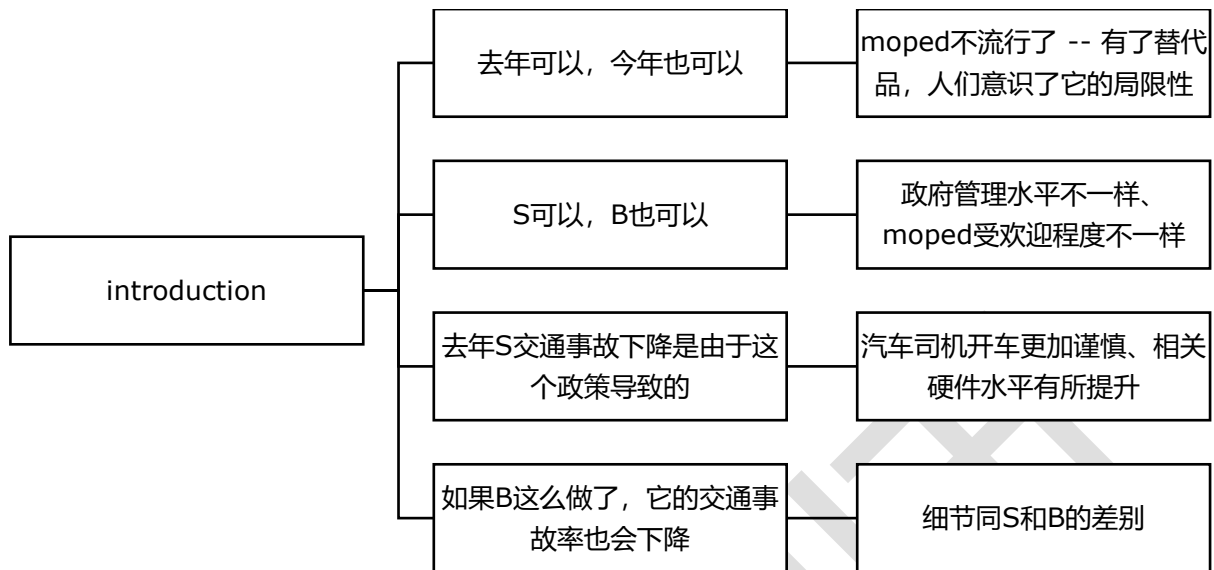 introduction
去年可以，今年也可以
moped不流行了 -- 有了替代
品，人们意识了它的局限性
S可以，B也可以
政府管理水平不一样、
moped受欢迎程度不一样
去年S交通事故下降是由于这
个政策导致的
汽车司机开车更加谨慎、相关
硬件水平有所提升
如果B这么做了，它的交通事
故率也会下降
细节同S和B的差别